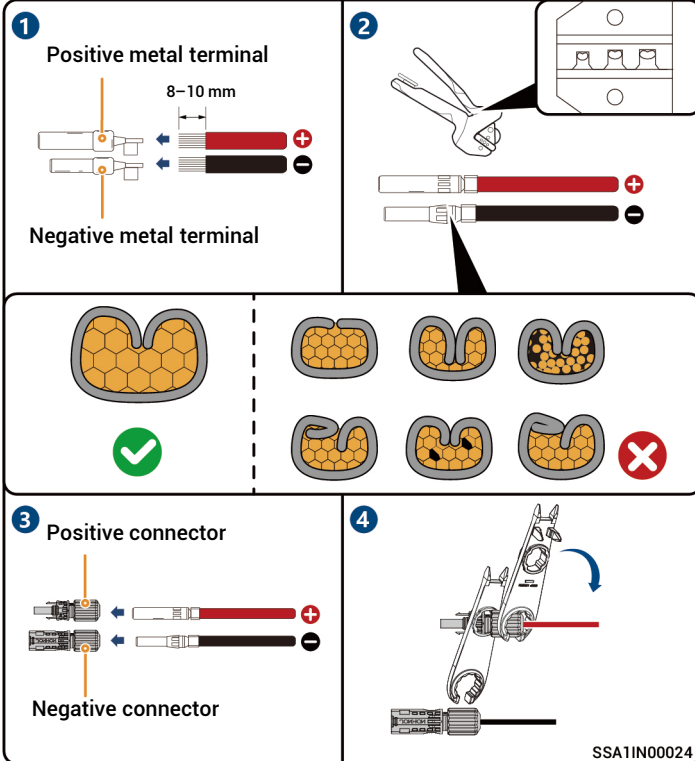 1
Positive metal terminal
8–10 mm
+
−
Negative metal terminal
2
+
−
3
Positive connector
+
−
Negative connector
4
SSA1IN00024